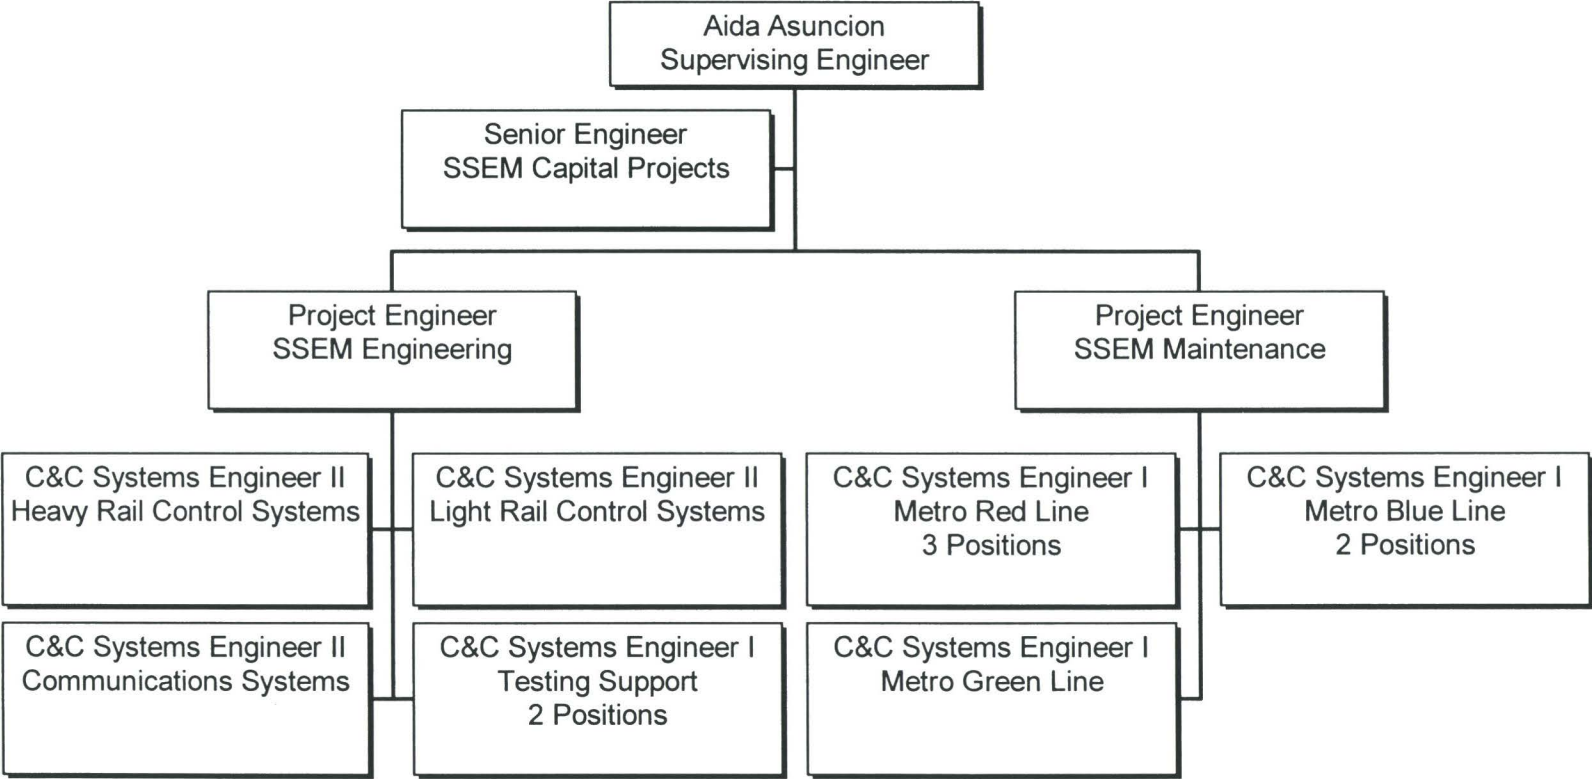 Aida Asuncion
Supervising Engineer
Senior Engineer
SSEM Capital Projects
Project Engineer
SSEM Engineering
Project Engineer
SSEM Maintenance
C&C Systems Engineer II
Heavy Rail Control Systems
C&C Systems Engineer II
Light Rail Control Systems
C&C Systems Engineer I
Metro Red Line
3 Positions
C&C Systems Engineer I
Metro Blue Line
2 Positions
C&C Systems Engineer II
Communications Systems
C&C Systems Engineer I
Testing Support
2 Positions
C&C Systems Engineer I
Metro Green Line